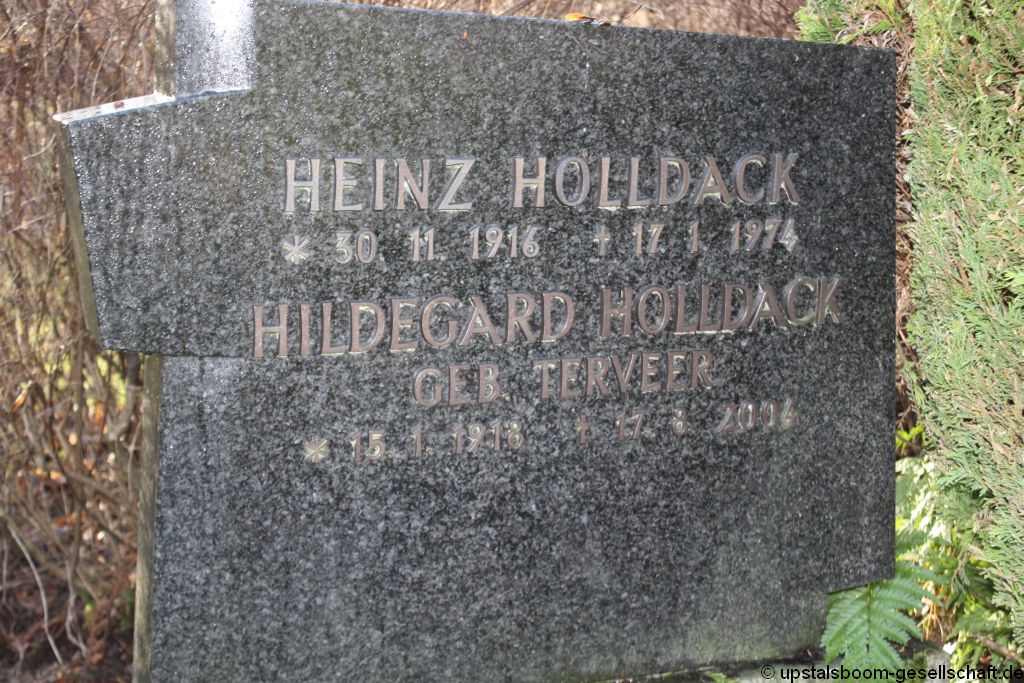 HEINZ HOLLDACK
* 30. 11. 1916 † 17. 1. 1974
HILDEGARD HOLLDACK
GEB. TERVEER
* 15. 1. 1918 † 17. 8. 2004
© upstalsboom-gesellschaft.de